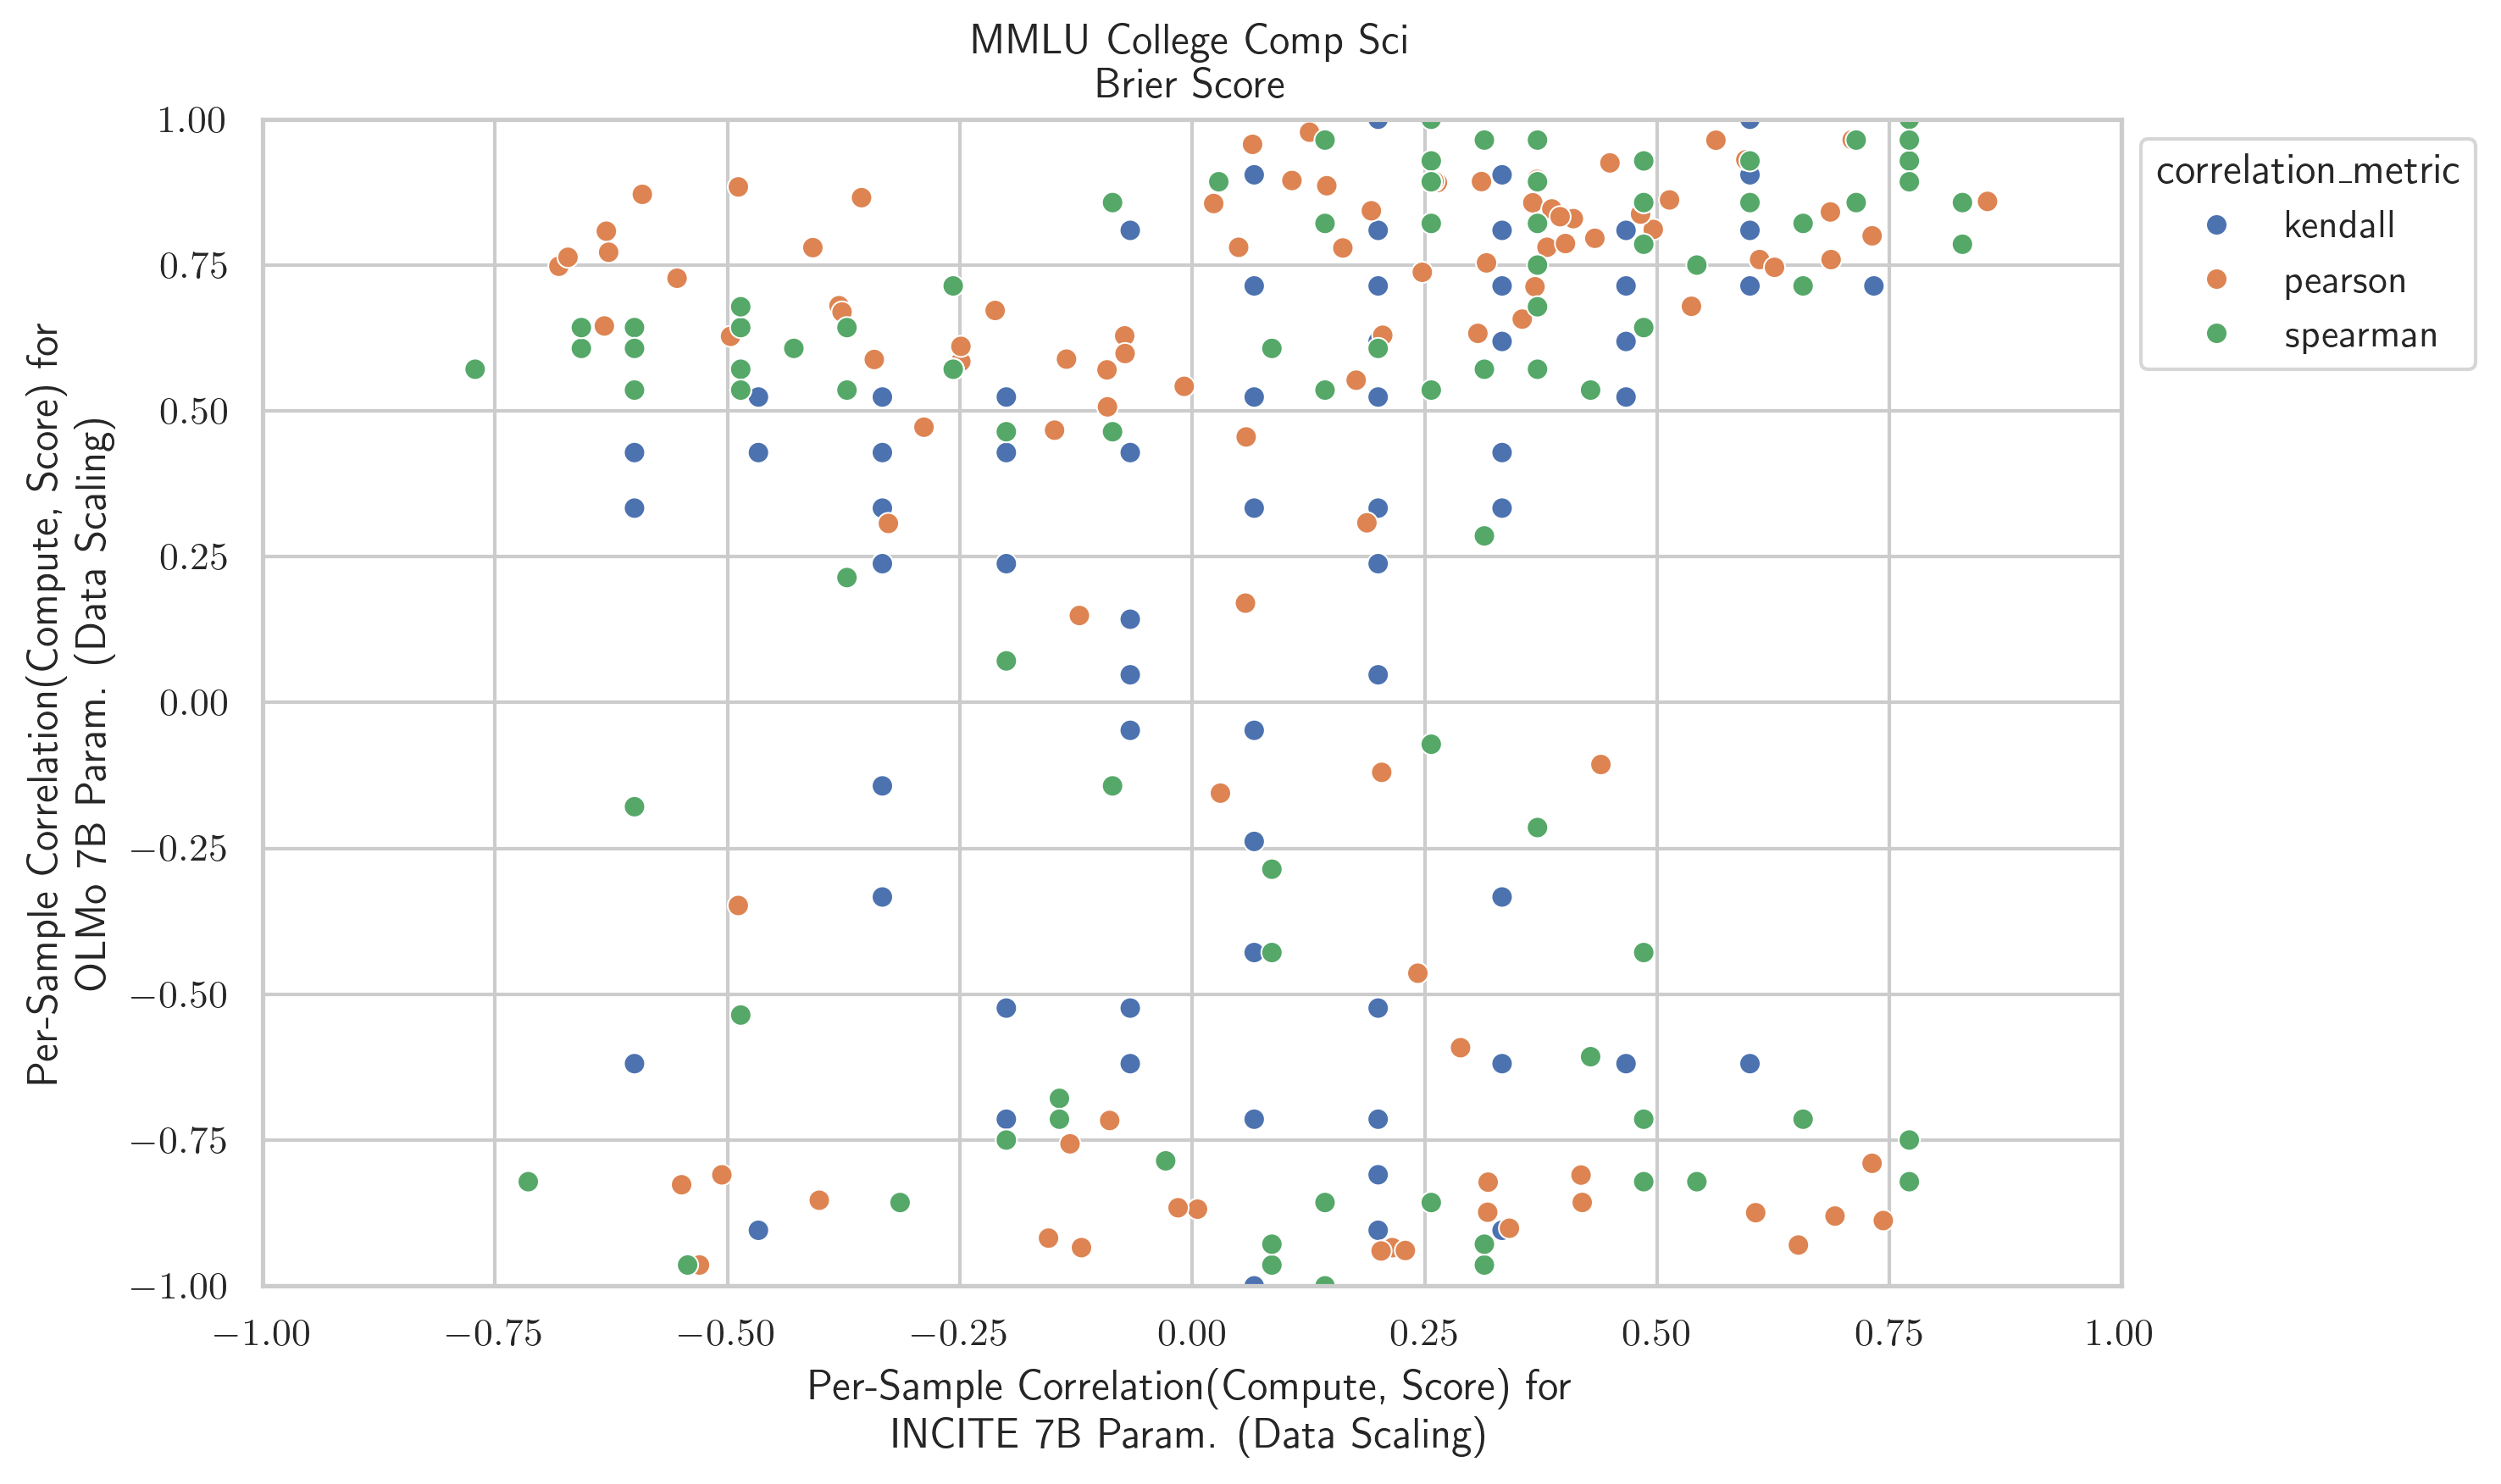 MMLU College Comp Sci
Brier Score
Per-Sample Correlation(Compute, Score) for
OLMo 7B Param. (Data Scaling)
1.00
0.75
0.50
0.25
0.00
−0.25
−0.50
−0.75
−1.00
−1.00 −0.75 −0.50 −0.25 0.00 0.25 0.50 0.75 1.00
Per-Sample Correlation(Compute, Score) for
INCITE 7B Param. (Data Scaling)
correlation_metric
kendall
pearson
spearman